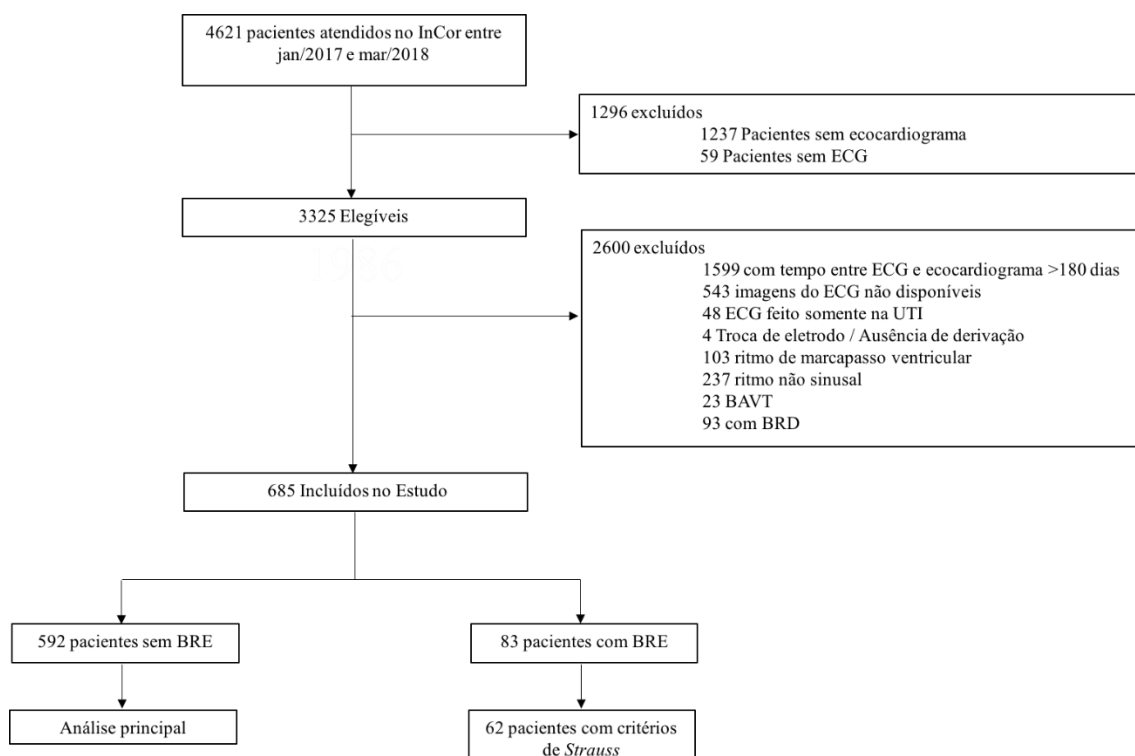 4621 pacientes atendidos no InCor entre
jan/2017 e mar/2018
1296 excluídos
1237 Pacientes sem ecocardiograma
59 Pacientes sem ECG
3325 Elegíveis
2600 excluídos
1599 com tempo entre ECG e ecocardiograma >180 dias
543 imagens do ECG não disponíveis
48 ECG feito somente na UTI
4 Troca de eletrodo / Ausência de derivação
103 ritmo de marcapasso ventricular
237 ritmo não sinusal
23 BAVT
93 com BRD
685 Incluídos no Estudo
592 pacientes sem BRE
83 pacientes com BRE
Análise principal
62 pacientes com critérios
de Strauss